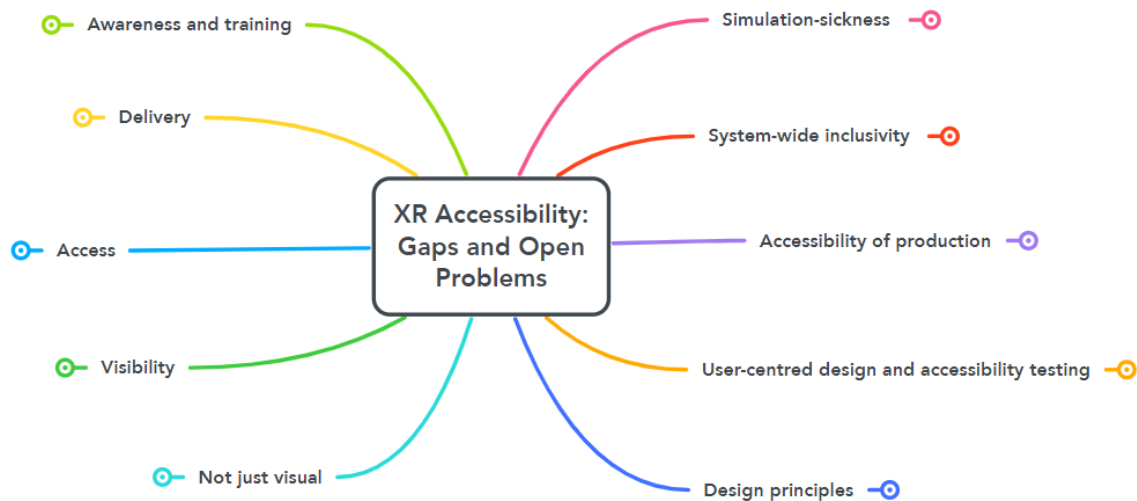 Awareness and training
Simulation-sickness
Delivery
System-wide inclusivity
XR Accessibility:
Gaps and Open
Problems
Access
Accessibility of production
Visibility
User-centred design and accessibility testing
Not just visual
Design principles